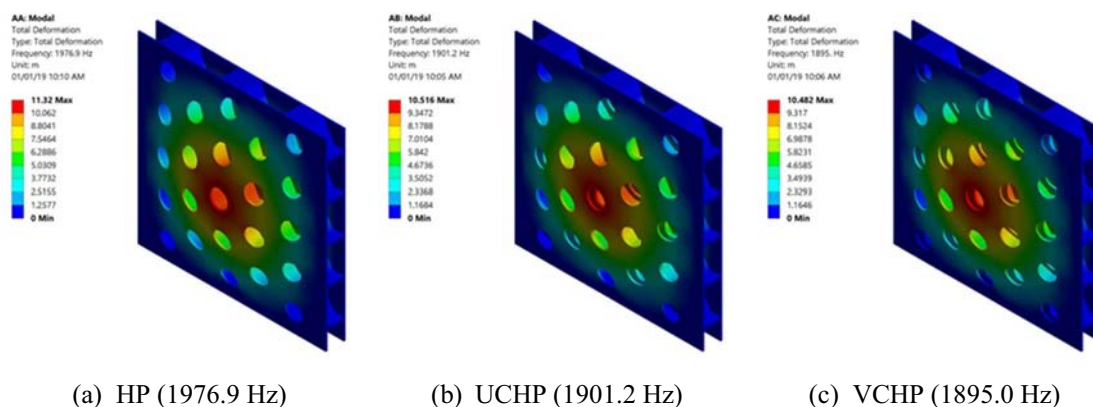 AA: Modal
Total Deformation
Type: Total Deformation
Frequency: 1976.9 Hz
Unit: m
01/01/19 10:10 AM
11.32 Max
10.062
8.8041
7.5464
6.2886
5.0309
3.7732
2.5155
1.2577
0 Min
AB: Modal
Total Deformation
Type: Total Deformation
Frequency: 1901.2 Hz
Unit: m
01/01/19 10:05 AM
10.516 Max
9.3472
8.1788
7.0104
5.842
4.6736
3.5052
2.3368
1.1684
0 Min
AC: Modal
Total Deformation
Type: Total Deformation
Frequency: 1895. Hz
Unit: m
01/01/19 10:06 AM
10.482 Max
9.317
8.1524
6.9878
5.8231
4.6585
3.4939
2.3293
1.1646
0 Min
(a) HP (1976.9 Hz)
(b) UCHP (1901.2 Hz)
(c) VCHP (1895.0 Hz)